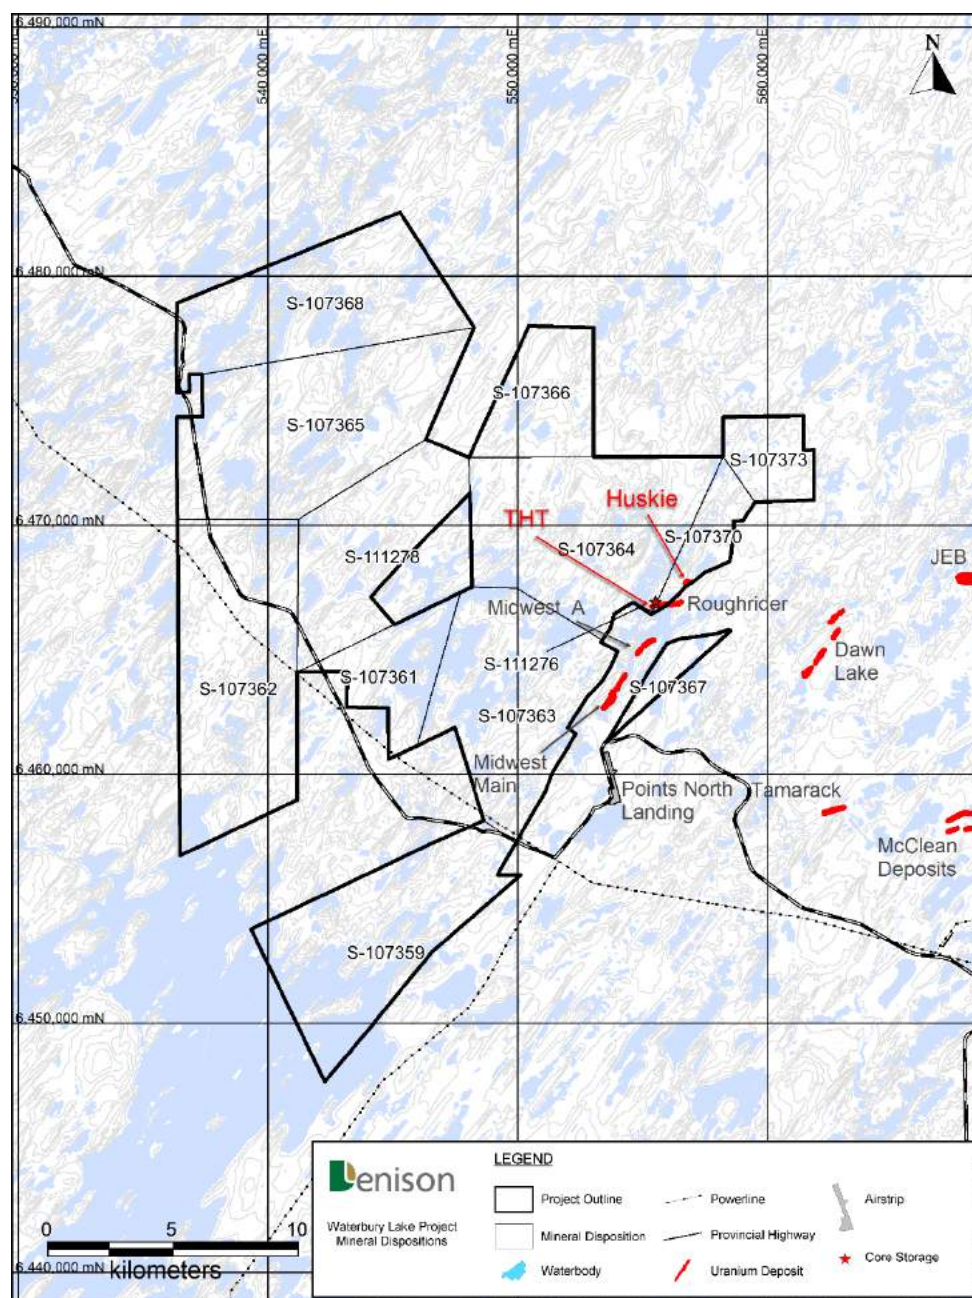 6,490,000 mN
540,000 mE
550,000 mE
560,000 mE
N
6,480,000 mN
S-107368
S-107366
S-107365
S-107373
Huskie
6,470,000 mN
THT
S-107370
S-107364
S-111278
JEB
Midwest A
Roughrider
Dawn
Lake
S-111276
S-107361
S-107362
S-107367
S-107363
6,460,000 mN
Midwest
Main
Points North
Landing
Tamarack
McClean
Deposits
S-107359
6,450,000 mN
Denison
Waterbury Lake Project
Mineral Dispositions
LEGEND
Project Outline
Powerline
Airstrip
Mineral Disposition
Provincial Highway
Waterbody
Uranium Deposit
Core Storage
0 5 10
kilometers
6,440,000 mN